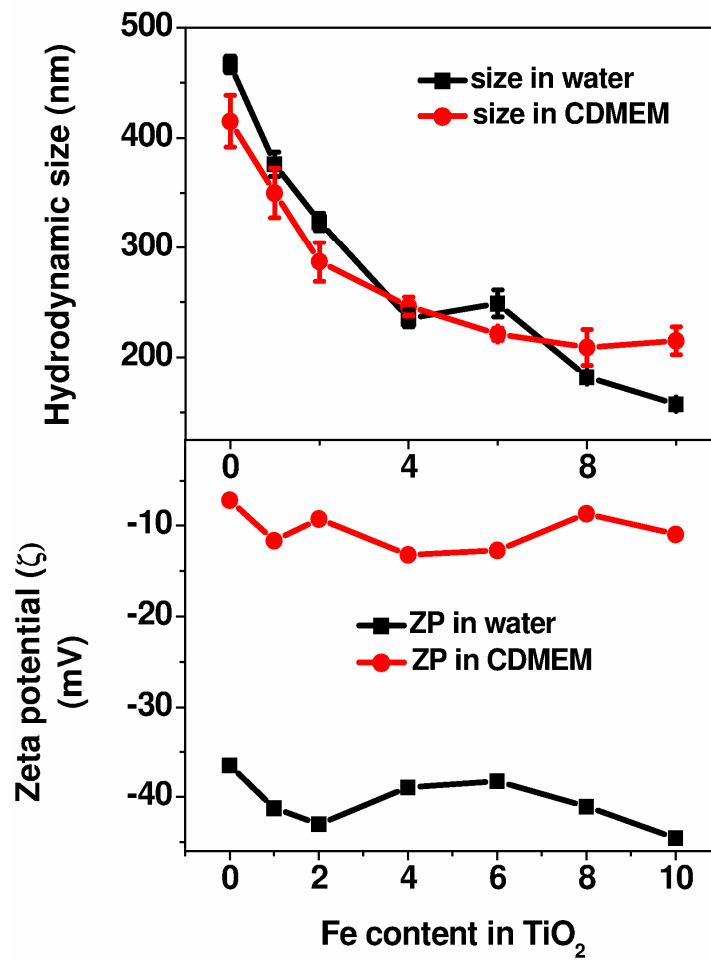 500
400
300
200
Hydrodynamic size (nm)
size in water
size in CDMEM
0 4 8
-10
-20
-30
-40
Zeta potential (ζ)
(mV)
ZP in water
ZP in CDMEM
0 2 4 6 8 10
Fe content in TiO₂